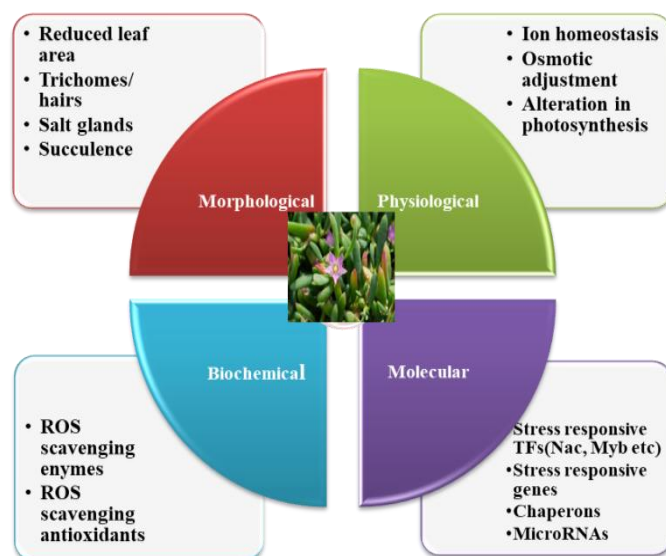 • Reduced leaf
area
• Trichomes/
hairs
• Salt glands
• Succulence
• Ion homeostasis
• Osmotic
adjustment
• Alteration in
photosynthesis
Morphological
Physiological
Biochemical
Molecular
• ROS
scavenging
enymes
• ROS
scavenging
antioxidants
Stress responsive
TFs(Nac, Myb etc)
•Stress responsive
genes
•Chaperons
•MicroRNAs